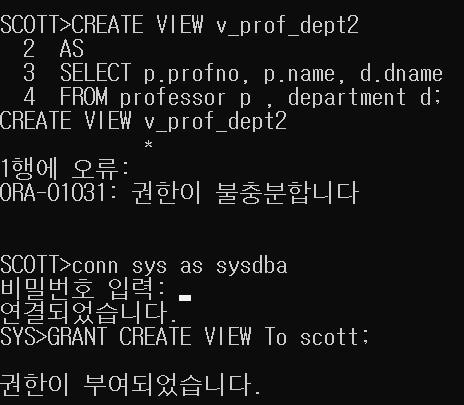 SCOTT>CREATE VIEW v_prof_dept2
2 AS
3 SELECT p.profno, p.name, d.dname
4 FROM professor p , department d;
CREATE VIEW v_prof_dept2
*
1행에 오류:
ORA-01031: 권한이 불충분합니다
SCOTT>conn sys as sysdba
비밀번호 입력:
연결되었습니다.
SYS>GRANT CREATE VIEW To scott;
권한이 부여되었습니다.